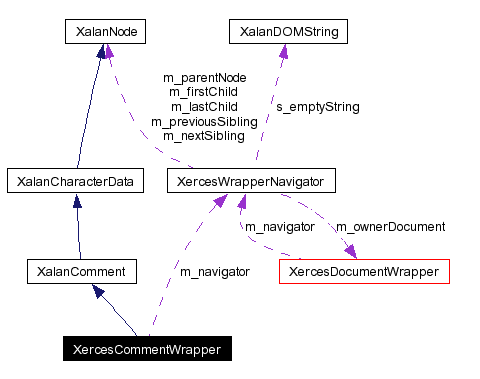 XalanNode
XalanDOMString
m_parentNode
m_firstChild
m_lastChild
m_previousSibling
m_nextSibling
s_emptyString
XalanCharacterData
XercesWrapperNavigator
m_navigator
m_ownerDocument
XalanComment
m_navigator
XercesDocumentWrapper
XercesCommentWrapper